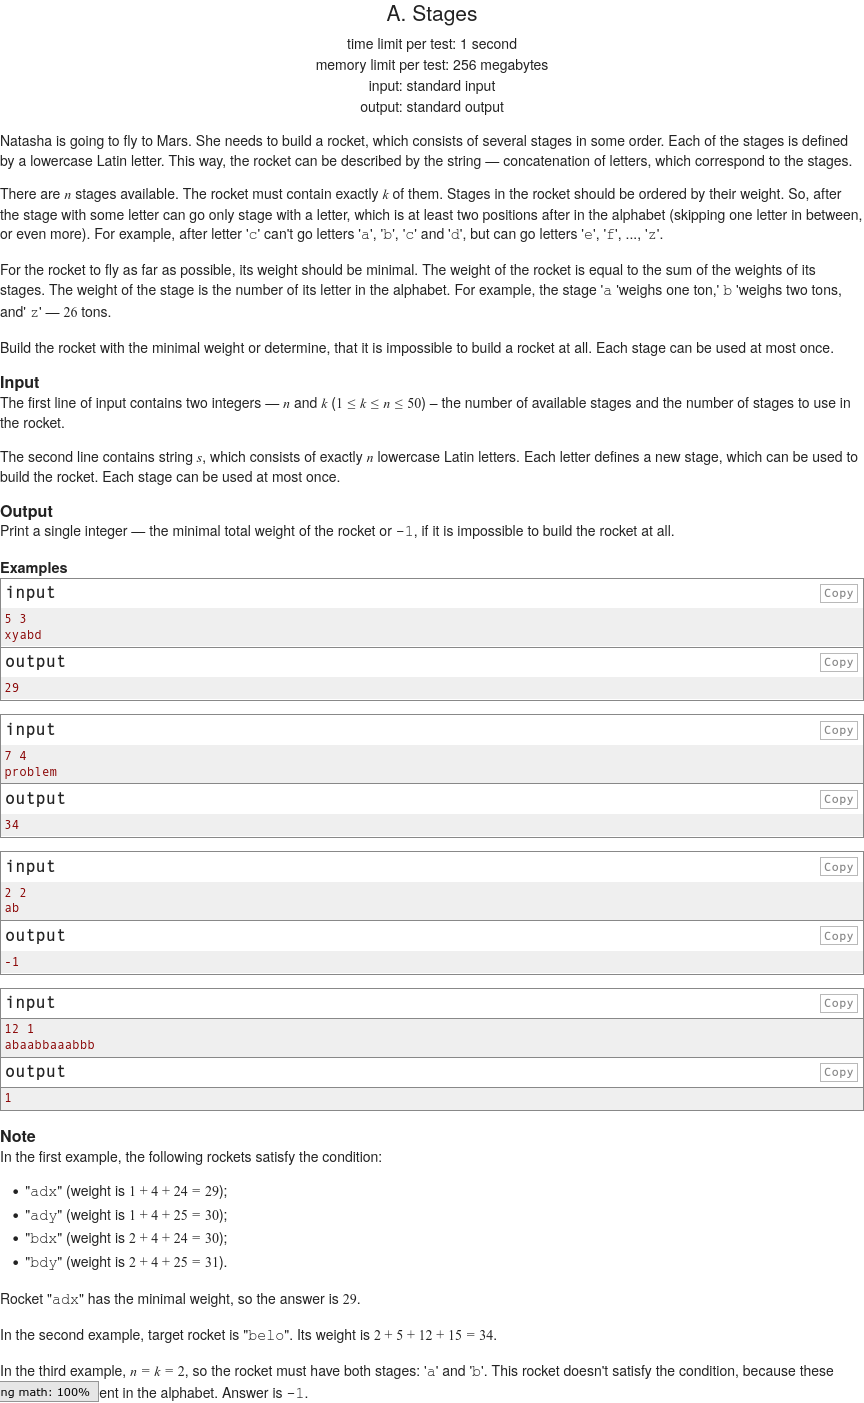 A. Stages
time limit per test: 1 second
memory limit per test: 256 megabytes
input: standard input
output: standard output
Natasha is going to fly to Mars. She needs to build a rocket, which consists of several stages in some order. Each of the stages is defined
by a lowercase Latin letter. This way, the rocket can be described by the string — concatenation of letters, which correspond to the stages.
There are n stages available. The rocket must contain exactly k of them. Stages in the rocket should be ordered by their weight. So, after
the stage with some letter can go only stage with a letter, which is at least two positions after in the alphabet (skipping one letter in between,
or even more). For example, after letter 'c' can't go letters 'a', 'b', 'c' and 'd', but can go letters 'e', 'f', ..., 'z'.
For the rocket to fly as far as possible, its weight should be minimal. The weight of the rocket is equal to the sum of the weights of its
stages. The weight of the stage is the number of its letter in the alphabet. For example, the stage 'a 'weighs one ton,' b 'weighs two tons,
and' z' — 26 tons.
Build the rocket with the minimal weight or determine, that it is impossible to build a rocket at all. Each stage can be used at most once.
Input
The first line of input contains two integers — n and k (1 ≤ k ≤ n ≤ 50) – the number of available stages and the number of stages to use in
the rocket.
The second line contains string s, which consists of exactly n lowercase Latin letters. Each letter defines a new stage, which can be used to
build the rocket. Each stage can be used at most once.
Output
Print a single integer — the minimal total weight of the rocket or -1, if it is impossible to build the rocket at all.
Examples
input Copy
5 3
xyabd
output Copy
29
input Copy
7 4
problem
output Copy
34
input Copy
2 2
ab
output Copy
-1
input Copy
12 1
abaabbaaabbb
output Copy
1
Note
In the first example, the following rockets satisfy the condition:
• "adx" (weight is 1 + 4 + 24 = 29);
• "ady" (weight is 1 + 4 + 25 = 30);
• "bdx" (weight is 2 + 4 + 24 = 30);
• "bdy" (weight is 2 + 4 + 25 = 31).
Rocket "adx" has the minimal weight, so the answer is 29.
In the second example, target rocket is "belo". Its weight is 2 + 5 + 12 + 15 = 34.
In the third example, n = k = 2, so the rocket must have both stages: 'a' and 'b'. This rocket doesn't satisfy the condition, because these
ng math: 100% ent in the alphabet. Answer is -1.